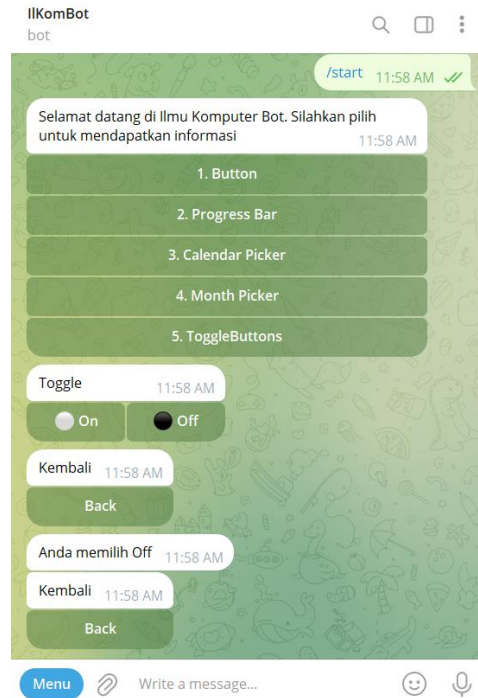 IlKomBot
bot
/start 11:58 AM
Selamat datang di Ilmu Komputer Bot. Silahkan pilih
untuk mendapatkan informasi 11:58 AM
1. Button
2. Progress Bar
3. Calendar Picker
4. Month Picker
5. ToggleButtons
Toggle 11:58 AM
On Off
Kembali 11:58 AM
Back
Anda memilih Off 11:58 AM
Kembali 11:58 AM
Back
Menu Write a message...